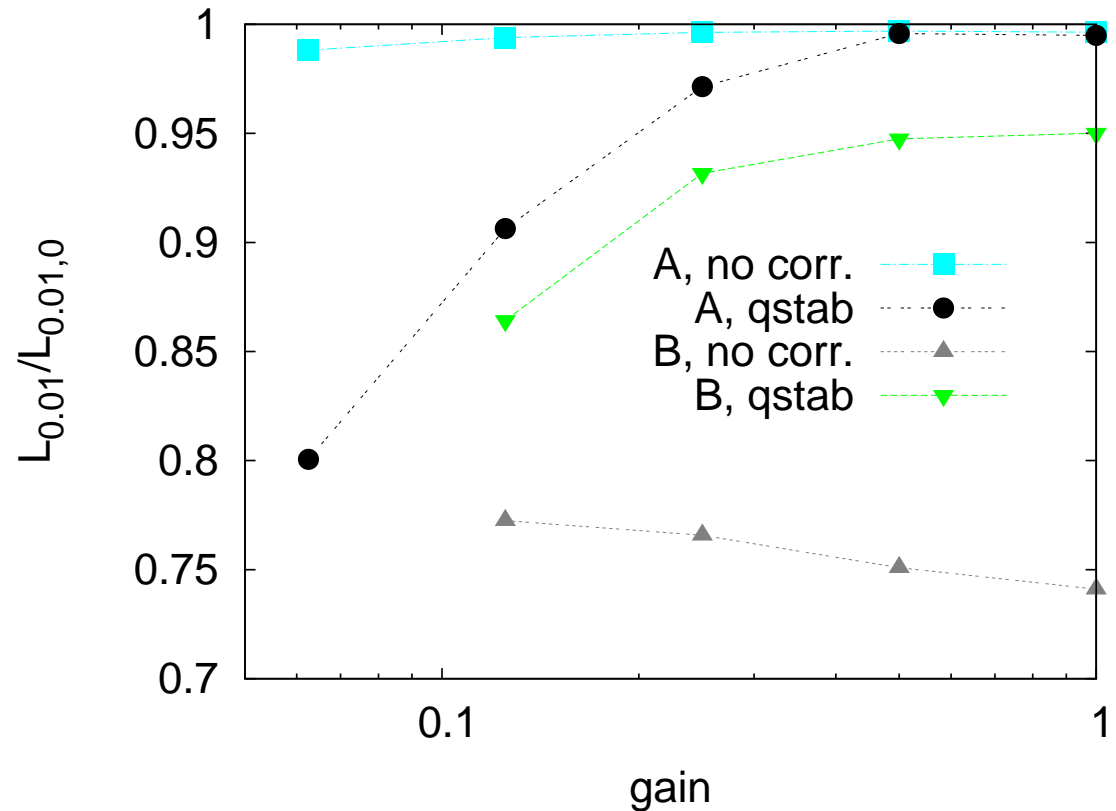 1
0.95
0.9
0.85
0.8
0.75
0.7
0.1
1
L0.01/L0.01,0
gain
A, no corr.
A, qstab
B, no corr.
B, qstab